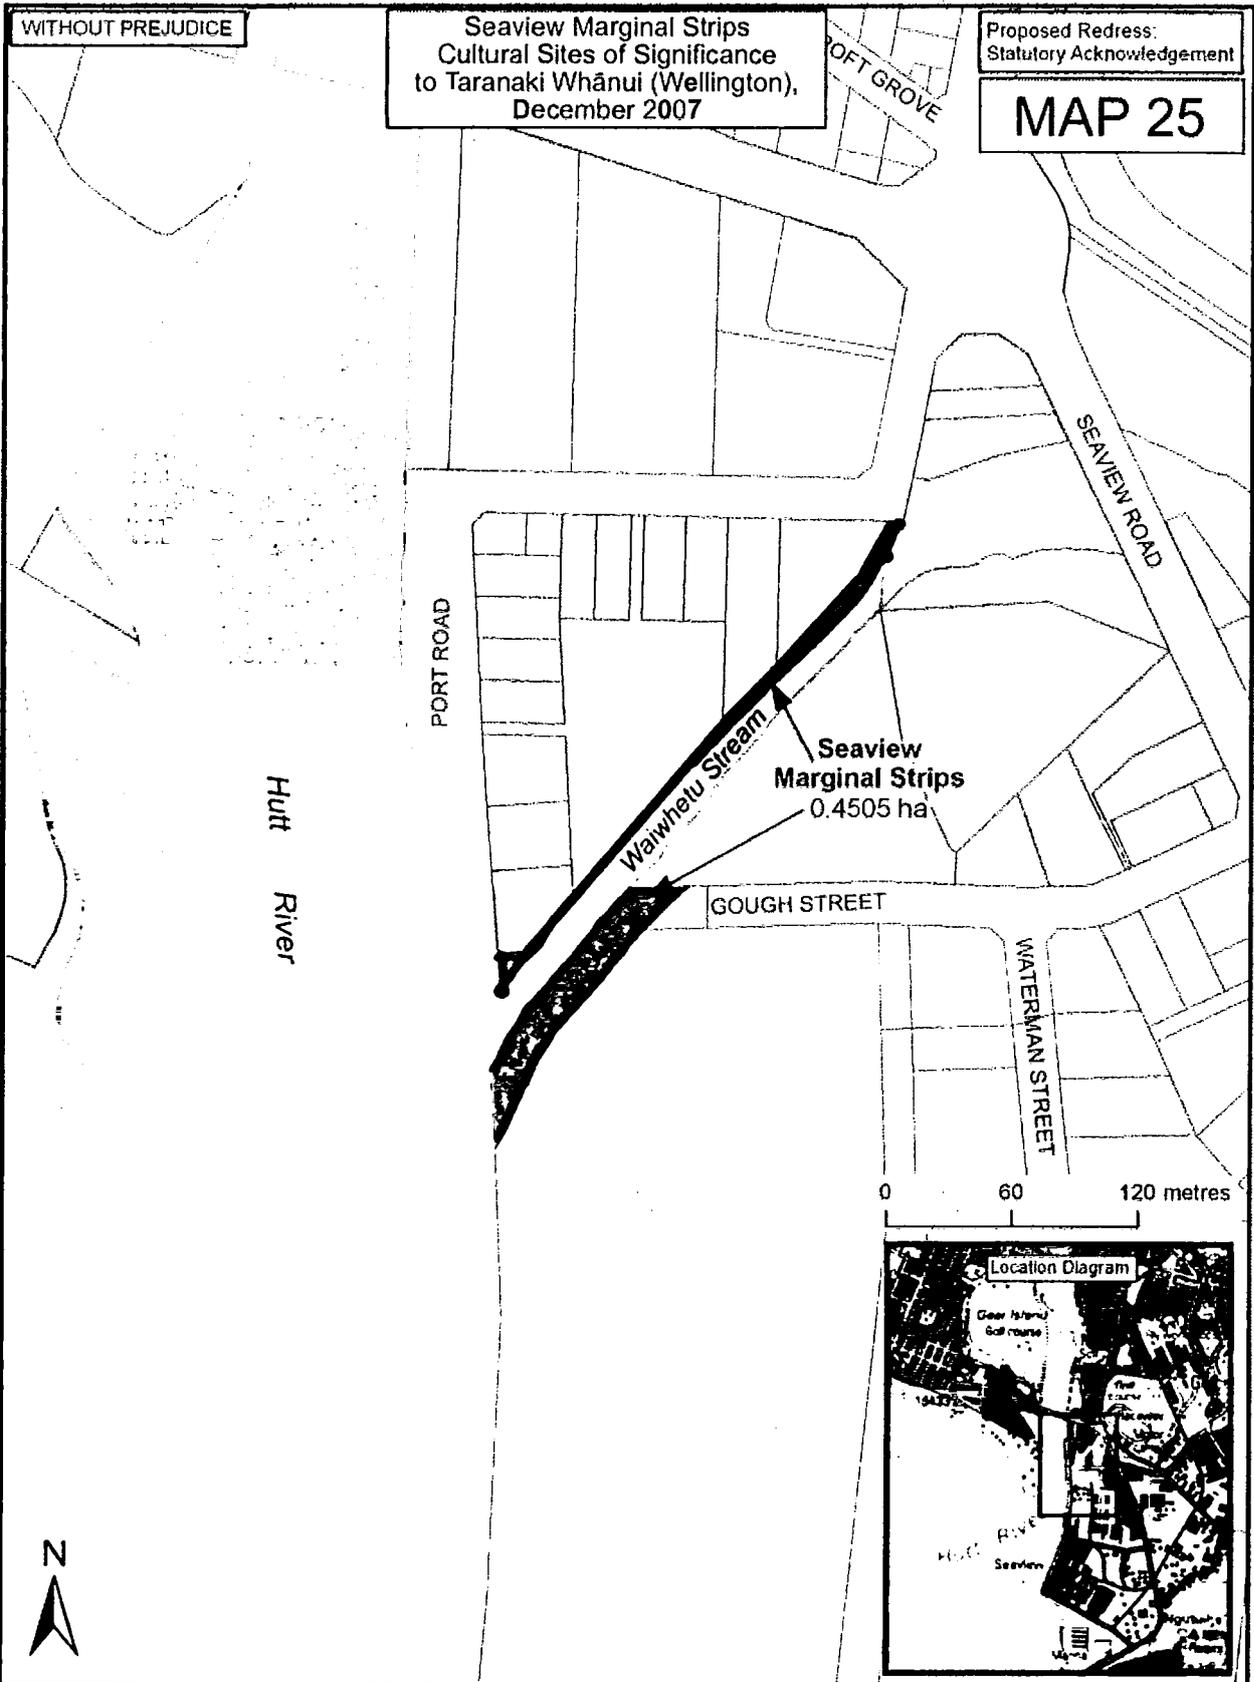 WITHOUT PREJUDICE
Seaview Marginal Strips
Cultural Sites of Significance
to Taranaki Whānui (Wellington),
December 2007
Proposed Redress:
Statutory Acknowledgement
MAP 25
GROVE
SEAVIEW ROAD
PORT ROAD
Hutt River
Waiwhetu Stream
Seaview
Marginal Strips
0.4505 ha
GOUGH STREET
WATERMAN STREET
0 60 120 metres
Location Diagram
Seaview
N